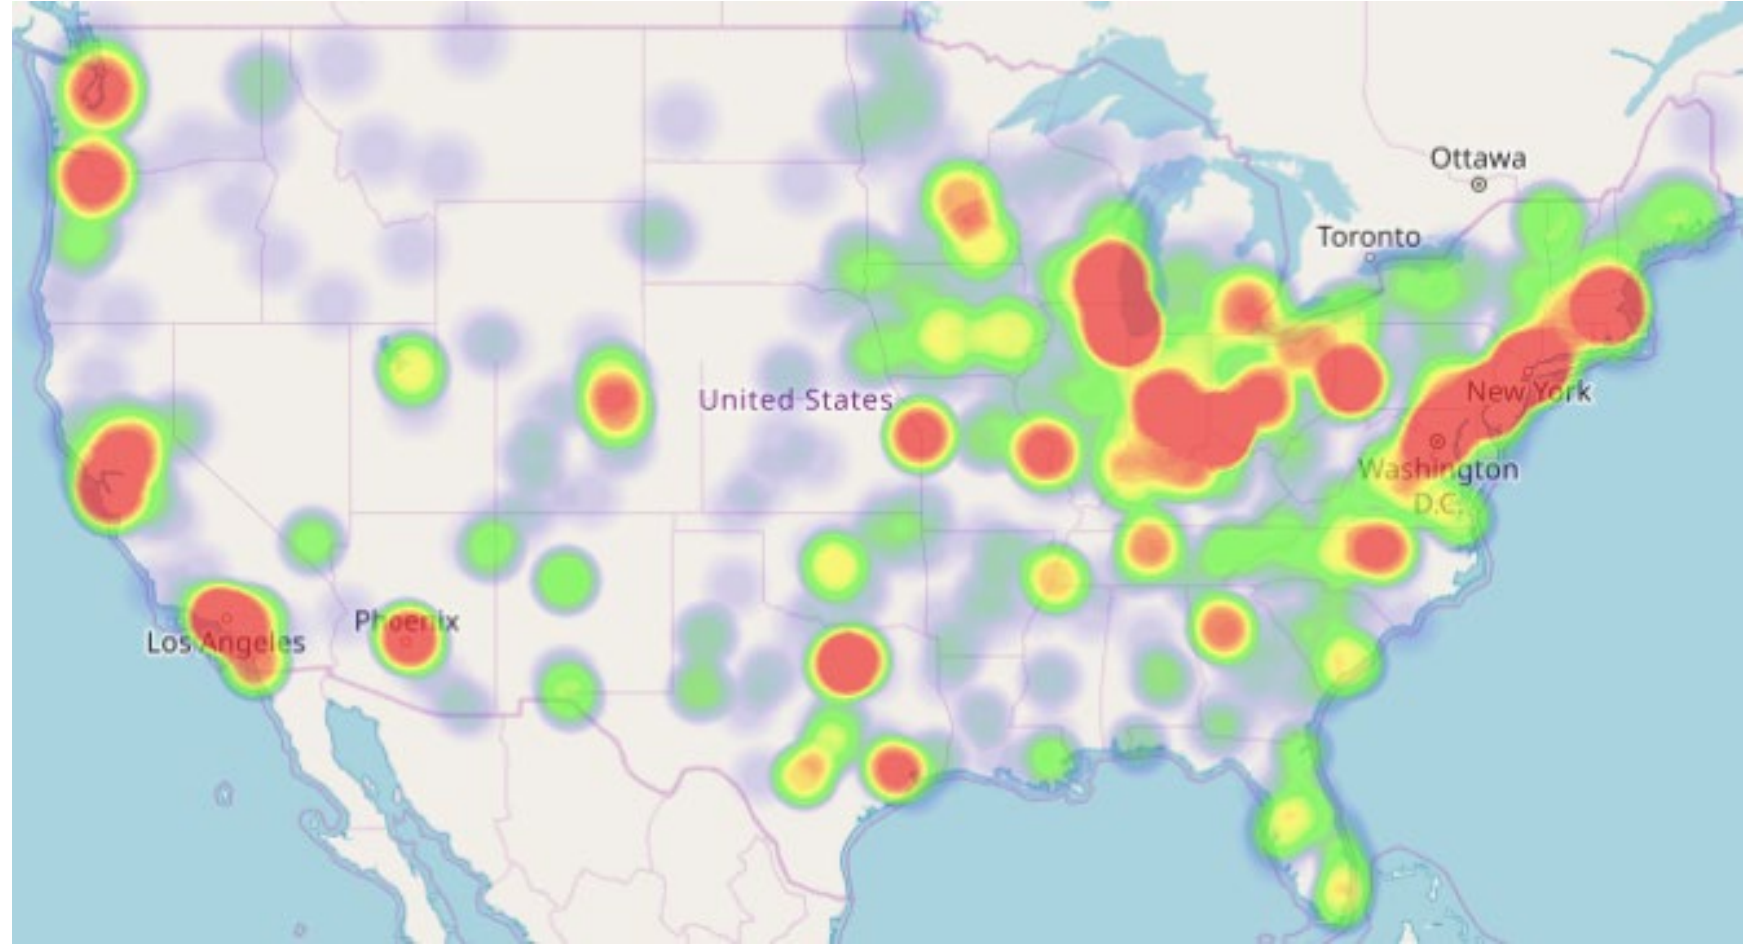 Ottawa
Toronto
United States
New York
Washington
D.C.
Phoenix
Los Angeles